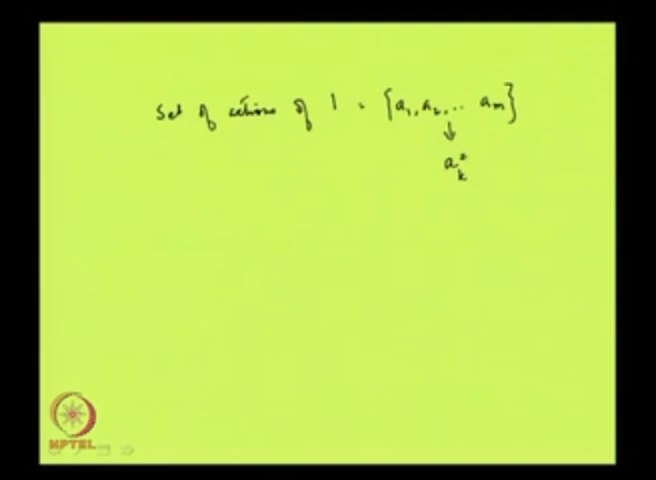 Set of actions of 1 = {a₁, a₂, ... aₘ}
↓
a*ₖ
NPTEL